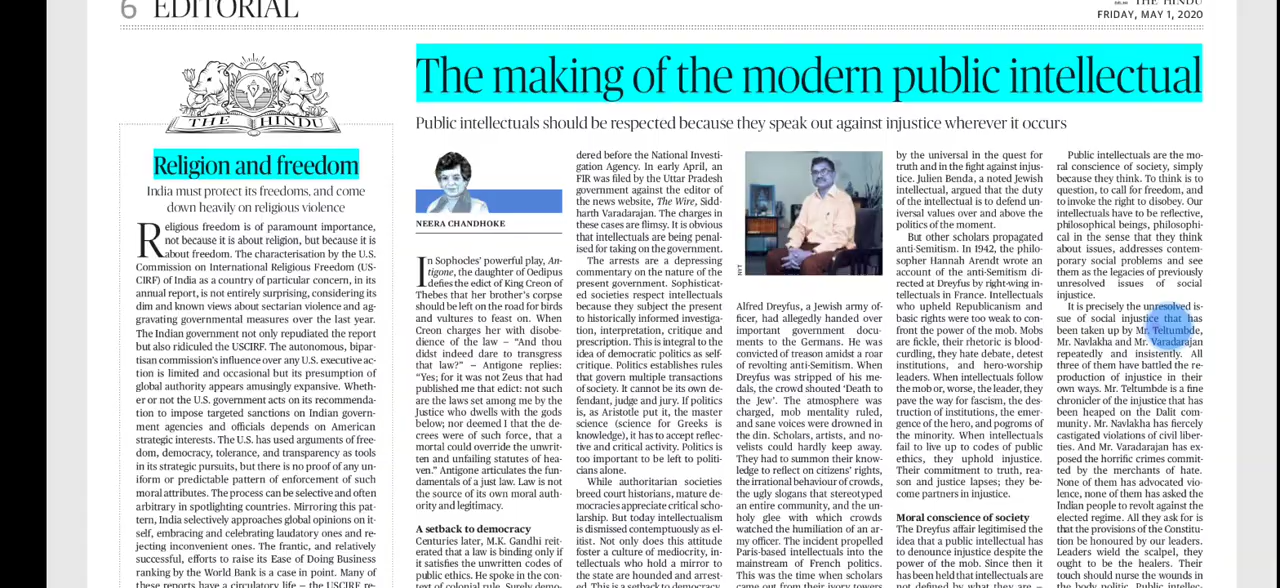 6 EDITORIAL
THE HINDU
FRIDAY, MAY 1, 2020
THE HINDU
Religion and freedom
India must protect its freedoms, and come
down heavily on religious violence
Religious freedom is of paramount importance,
not because it is about religion, but because it is
about freedom. The characterisation by the U.S.
Commission on International Religious Freedom (US-
CIRF) of India as a country of particular concern, in its
annual report, is not entirely surprising, considering its
dim and known views about sectarian violence and ag-
gravating governmental measures over the last year.
The Indian government not only repudiated the report
but also ridiculed the USCIRF. The autonomous, bipar-
tisan commission's influence over any U.S. executive ac-
tion is limited and occasional but its presumption of
global authority appears amusingly expansive. Wheth-
er or not the U.S. government acts on its recommenda-
tion to impose targeted sanctions on Indian govern-
ment agencies and officials depends on American
strategic interests. The U.S. has used arguments of free-
dom, democracy, tolerance, and transparency as tools
in its strategic pursuits, but there is no proof of any un-
iform or predictable pattern of enforcement of such
moral attributes. The process can be selective and often
arbitrary in spotlighting countries. Mirroring this pat-
tern, India selectively approaches global opinions on it-
self, embracing and celebrating laudatory ones and re-
jecting inconvenient ones. The frantic, and relatively
successful, efforts to raise its Ease of Doing Business
ranking by the World Bank is a case in point. Many of
these reports have a circulatory life – the USCIRF re-
The making of the modern public intellectual
Public intellectuals should be respected because they speak out against injustice wherever it occurs
NEERA CHANDHOKE
In Sophocles' powerful play, An-
tigone, the daughter of Oedipus
defies the edict of King Creon of
Thebes that her brother's corpse
should be left on the road for birds
and vultures to feast on. When
Creon charges her with disobe-
dience of the law – “And thou
didst indeed dare to transgress
that law?” – Antigone replies:
“Yes; for it was not Zeus that had
published me that edict: not such
are the laws set among me by the
Justice who dwells with the gods
below; nor deemed I that the de-
crees were of such force, that a
mortal could override the unwrit-
ten and unfailing statutes of hea-
ven.” Antigone articulates the fun-
damentals of a just law. Law is not
the source of its own moral auth-
ority and legitimacy.
A setback to democracy
Centuries later, M.K. Gandhi reit-
erated that a law is binding only if
it satisfies the unwritten codes of
public ethics. He spoke in the con-
text of colonial rule. Supply demo-
dered before the National Investi-
gation Agency. In early April, an
FIR was filed by the Uttar Pradesh
government against the editor of
the news website, The Wire, Sidd-
harth Varadarajan. The charges in
these cases are flimsy. It is obvious
that intellectuals are being penal-
ised for taking on the government.
The arrests are a depressing
commentary on the nature of the
present government. Sophisticat-
ed societies respect intellectuals
because they subject the present
to historically informed investiga-
tion, interpretation, critique and
prescription. This is integral to the
idea of democratic politics as self-
critique. Politics establishes rules
that govern multiple transactions
of society. It cannot be its own de-
fendant, judge and jury. If politics
is, as Aristotle put it, the master
science (science for Greeks is
knowledge), it has to accept reflec-
tive and critical activity. Politics is
too important to be left to politi-
cians alone.
While authoritarian societies
breed court historians, mature de-
mocracies appreciate critical scho-
larship. But today intellectualism
is dismissed contemptuously as el-
itist. Not only does this attitude
foster a culture of mediocrity, in-
tellectuals who hold a mirror to
the state are hounded and arrest-
ed. This is a setback to democracy.
NYT
Alfred Dreyfus, a Jewish army of-
ficer, had allegedly handed over
important government docu-
ments to the Germans. He was
convicted of treason amidst a roar
of revolting anti-Semitism. When
Dreyfus was stripped of his me-
dals, the crowd shouted ‘Death to
the Jew’. The atmosphere was
charged, mob mentality ruled,
and sane voices were drowned in
the din. Scholars, artists, and no-
velists could hardly keep away.
They had to summon their know-
ledge to reflect on citizens' rights,
the irrational behaviour of crowds,
the ugly slogans that stereotyped
an entire community, and the un-
holy glee with which crowds
watched the humiliation of an ar-
my officer. The incident propelled
Paris-based intellectuals into the
mainstream of French politics.
This was the time when scholars
came out from their ivory towers
by the universal in the quest for
truth and in the fight against injus-
tice. Julien Benda, a noted Jewish
intellectual, argued that the duty
of the intellectual is to defend un-
iversal values over and above the
politics of the moment.
But other scholars propagated
anti-Semitism. In 1942, the philo-
sopher Hannah Arendt wrote an
account of the anti-Semitism di-
rected at Dreyfus by right-wing in-
tellectuals in France. Intellectuals
who upheld Republicanism and
basic rights were too weak to con-
front the power of the mob. Mobs
are fickle, their rhetoric is blood-
curdling, they hate debate, detest
institutions, and hero-worship
leaders. When intellectuals follow
the mob or, worse, the leader, they
pave the way for fascism, the des-
truction of institutions, the emer-
gence of the hero, and pogroms of
the minority. When intellectuals
fail to live up to codes of public
ethics, they uphold injustice.
Their commitment to truth, rea-
son and justice lapses; they be-
come partners in injustice.
Moral conscience of society
The Dreyfus affair legitimised the
idea that a public intellectual has
to denounce injustice despite the
power of the mob. Since then it
has been held that intellectuals are
not defined by what they are –
Public intellectuals are the mo-
ral conscience of society, simply
because they think. To think is to
question, to call for freedom, and
to invoke the right to disobey. Our
intellectuals have to be reflective,
philosophical beings, philosophi-
cal in the sense that they think
about issues, addresses contem-
porary social problems and see
them as the legacies of previously
unresolved issues of social
injustice.
It is precisely the unresolved is-
sue of social injustice that has
been taken up by Mr. Teltumbde,
Mr. Navlakha and Mr. Varadarajan
repeatedly and insistently. All
three of them have battled the re-
production of injustice in their
own ways. Mr. Teltumbde is a fine
chronicler of the injustice that has
been heaped on the Dalit com-
munity. Mr. Navlakha has fiercely
castigated violations of civil liber-
ties. And Mr. Varadarajan has ex-
posed the horrific crimes commit-
ted by the merchants of hate.
None of them has advocated vio-
lence, none of them has asked the
Indian people to revolt against the
elected regime. All they ask for is
that the provisions of the Constitu-
tion be honoured by our leaders.
Leaders wield the scalpel, they
ought to be the healers. Their
touch should nurse the wounds in
the body politic. Public intellec-